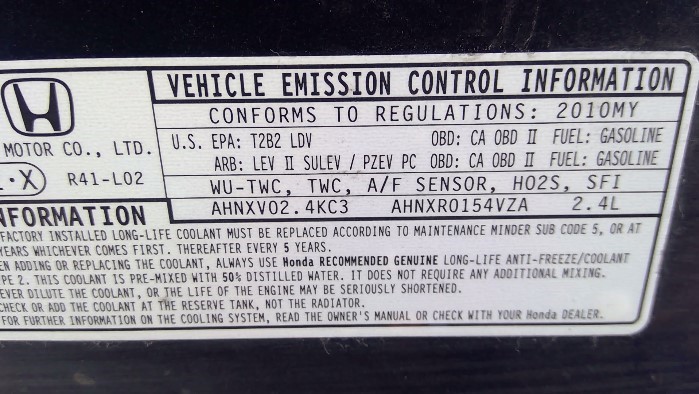 VEHICLE EMISSION CONTROL INFORMATION
CONFORMS TO REGULATIONS: 2010MY
U.S. EPA: T2B2 LDV OBD: CA OBD II FUEL: GASOLINE
ARB: LEV II SULEV / PZEV PC OBD: CA OBD II FUEL: GASOLINE
WU-TWC, TWC, A/F SENSOR, HO2S, SFI
AHNXV02.4KC3 AHNXR0154VZA 2.4L
MOTOR CO., LTD.
X R41-L02
NFORMATION
FACTORY INSTALLED LONG-LIFE COOLANT MUST BE REPLACED ACCORDING TO MAINTENANCE MINDER SUB CODE 5, OR AT
YEARS WHICHEVER COMES FIRST. THEREAFTER EVERY 5 YEARS.
EN ADDING OR REPLACING THE COOLANT, ALWAYS USE Honda RECOMMENDED GENUINE LONG-LIFE ANTI-FREEZE/COOLANT
PE 2. THIS COOLANT IS PRE-MIXED WITH 50% DISTILLED WATER. IT DOES NOT REQUIRE ANY ADDITIONAL MIXING.
EVER DILUTE THE COOLANT, OR THE LIFE OF THE ENGINE MAY BE SERIOUSLY SHORTENED.
CHECK OR ADD THE COOLANT AT THE RESERVE TANK, NOT THE RADIATOR.
FOR FURTHER INFORMATION ON THE COOLING SYSTEM, READ THE OWNER'S MANUAL OR CHECK WITH YOUR Honda DEALER.